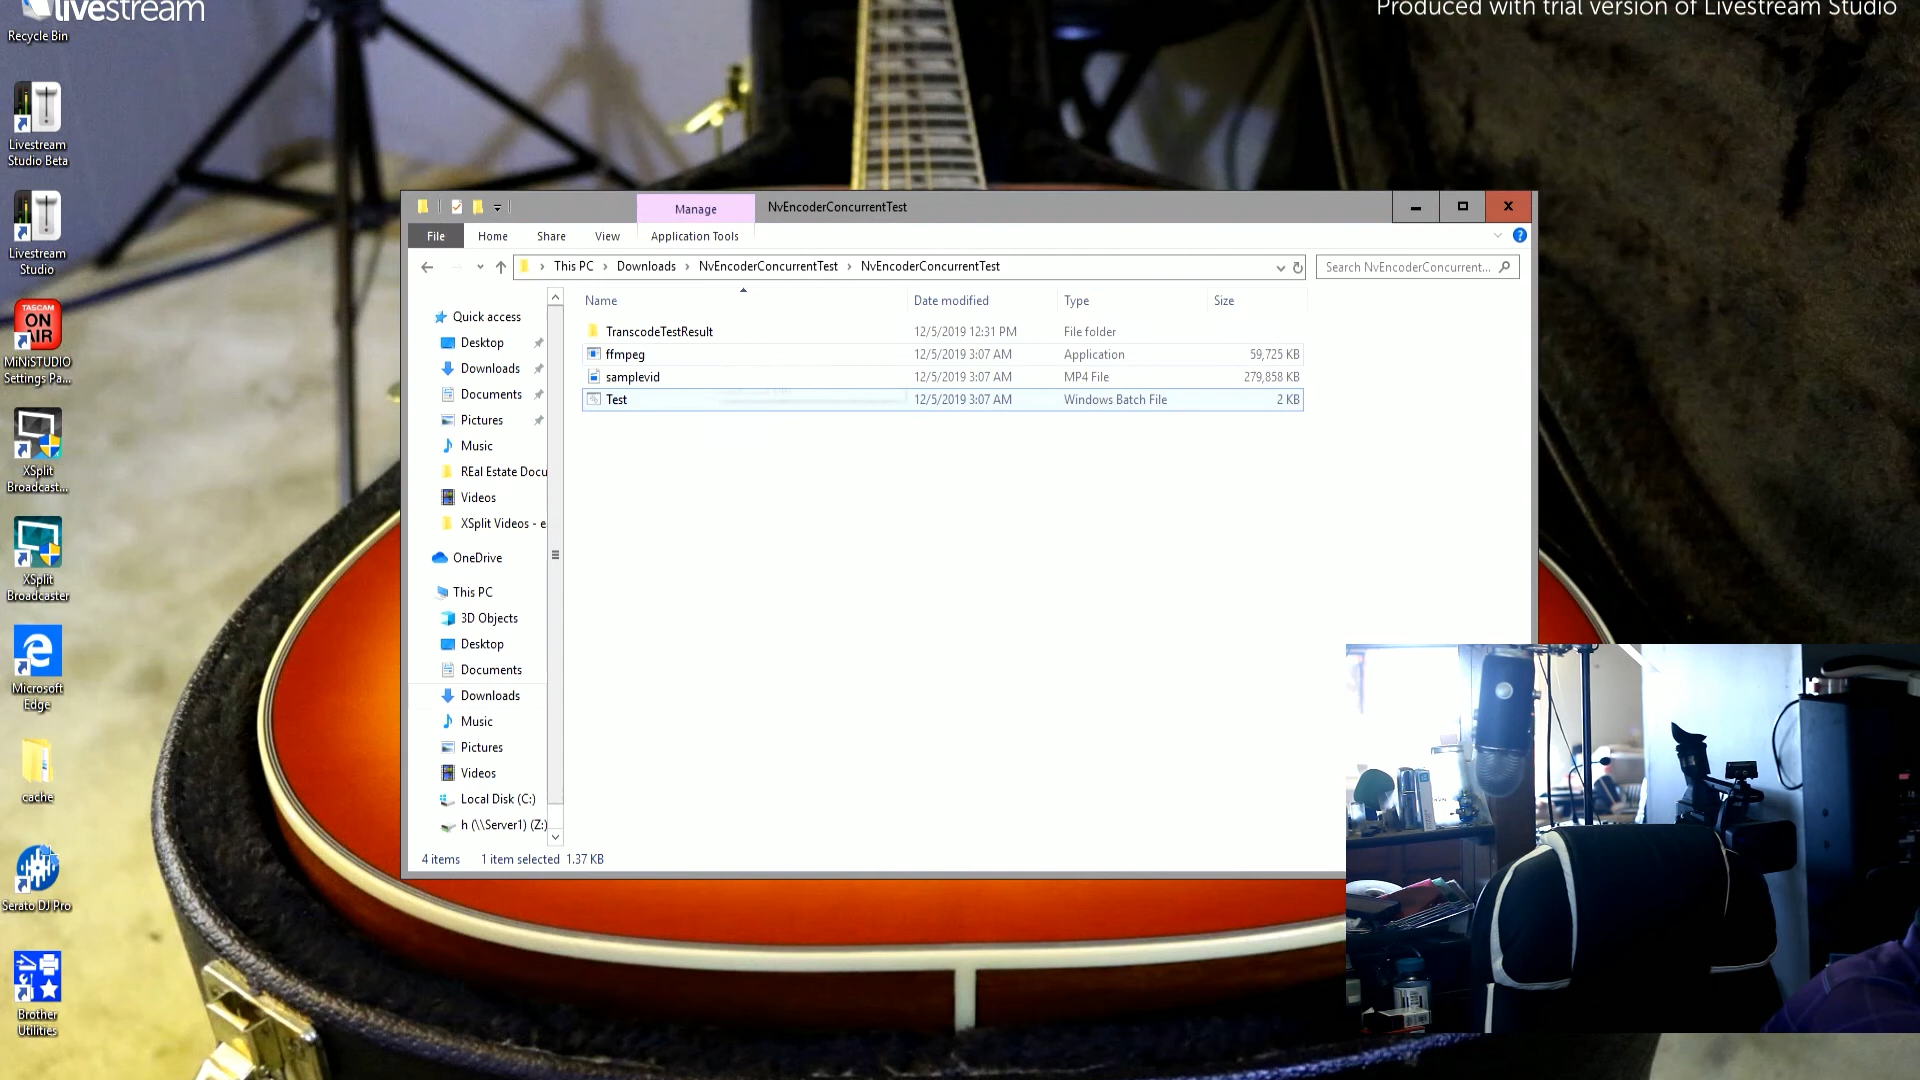 livestream
Produced with trial version of Livestream Studio
Recycle Bin
Livestream
Studio Beta
Livestream
Studio
TASCAM
ON
AIR
MiNiSTUDIO
Settings Pa...
XSplit
Broadcast...
XSplit
Broadcaster
Microsoft
Edge
cache
Serato DJ Pro
Brother
Utilities
Manage
NvEncoderConcurrentTest
File
Home
Share
View
Application Tools
This PC
Downloads
NvEncoderConcurrentTest
NvEncoderConcurrentTest
Search NvEncoderConcurrent...
Name
Date modified
Type
Size
TranscodeTestResult
12/5/2019 12:31 PM
File folder
ffmpeg
12/5/2019 3:07 AM
Application
59,725 KB
samplevid
12/5/2019 3:07 AM
MP4 File
279,858 KB
Test
12/5/2019 3:07 AM
Windows Batch File
2 KB
Quick access
Desktop
Downloads
Documents
Pictures
Music
REal Estate Docu
Videos
XSplit Videos - e
OneDrive
This PC
3D Objects
Desktop
Documents
Downloads
Music
Pictures
Videos
Local Disk (C:)
h (\\Server1) (Z:)
4 items
1 item selected 1.37 KB